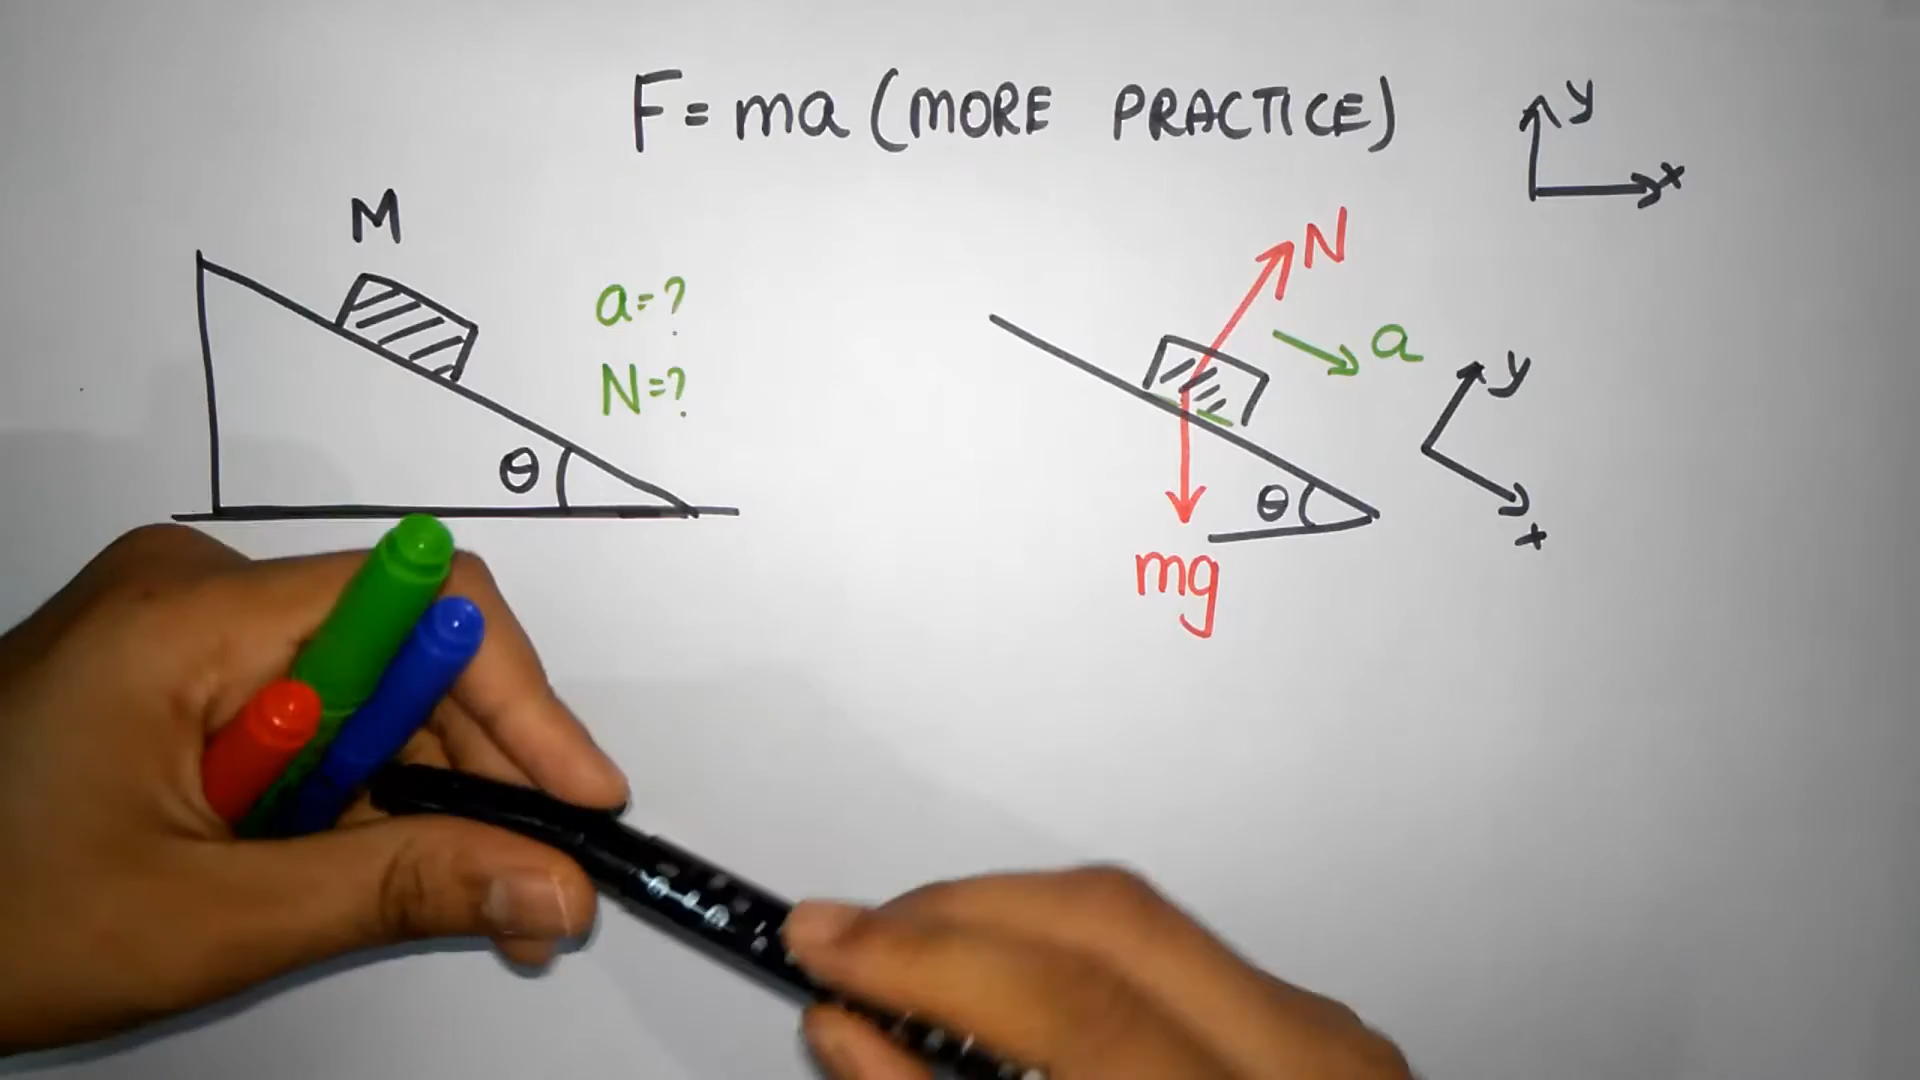 F = ma (MORE PRACTICE)
y
x
M
a = ?
N = ?
θ
N
a
θ
mg
y
x